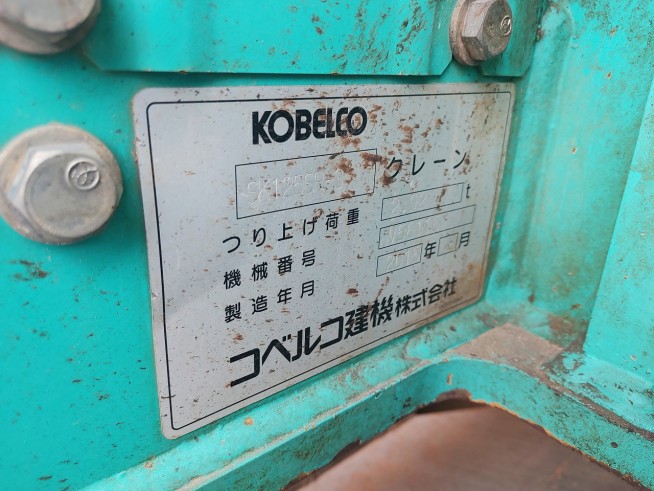 KOBELCO
クレーン
つり上げ荷重 t
機械番号
製造年月 年 月
コベルコ建機株式会社